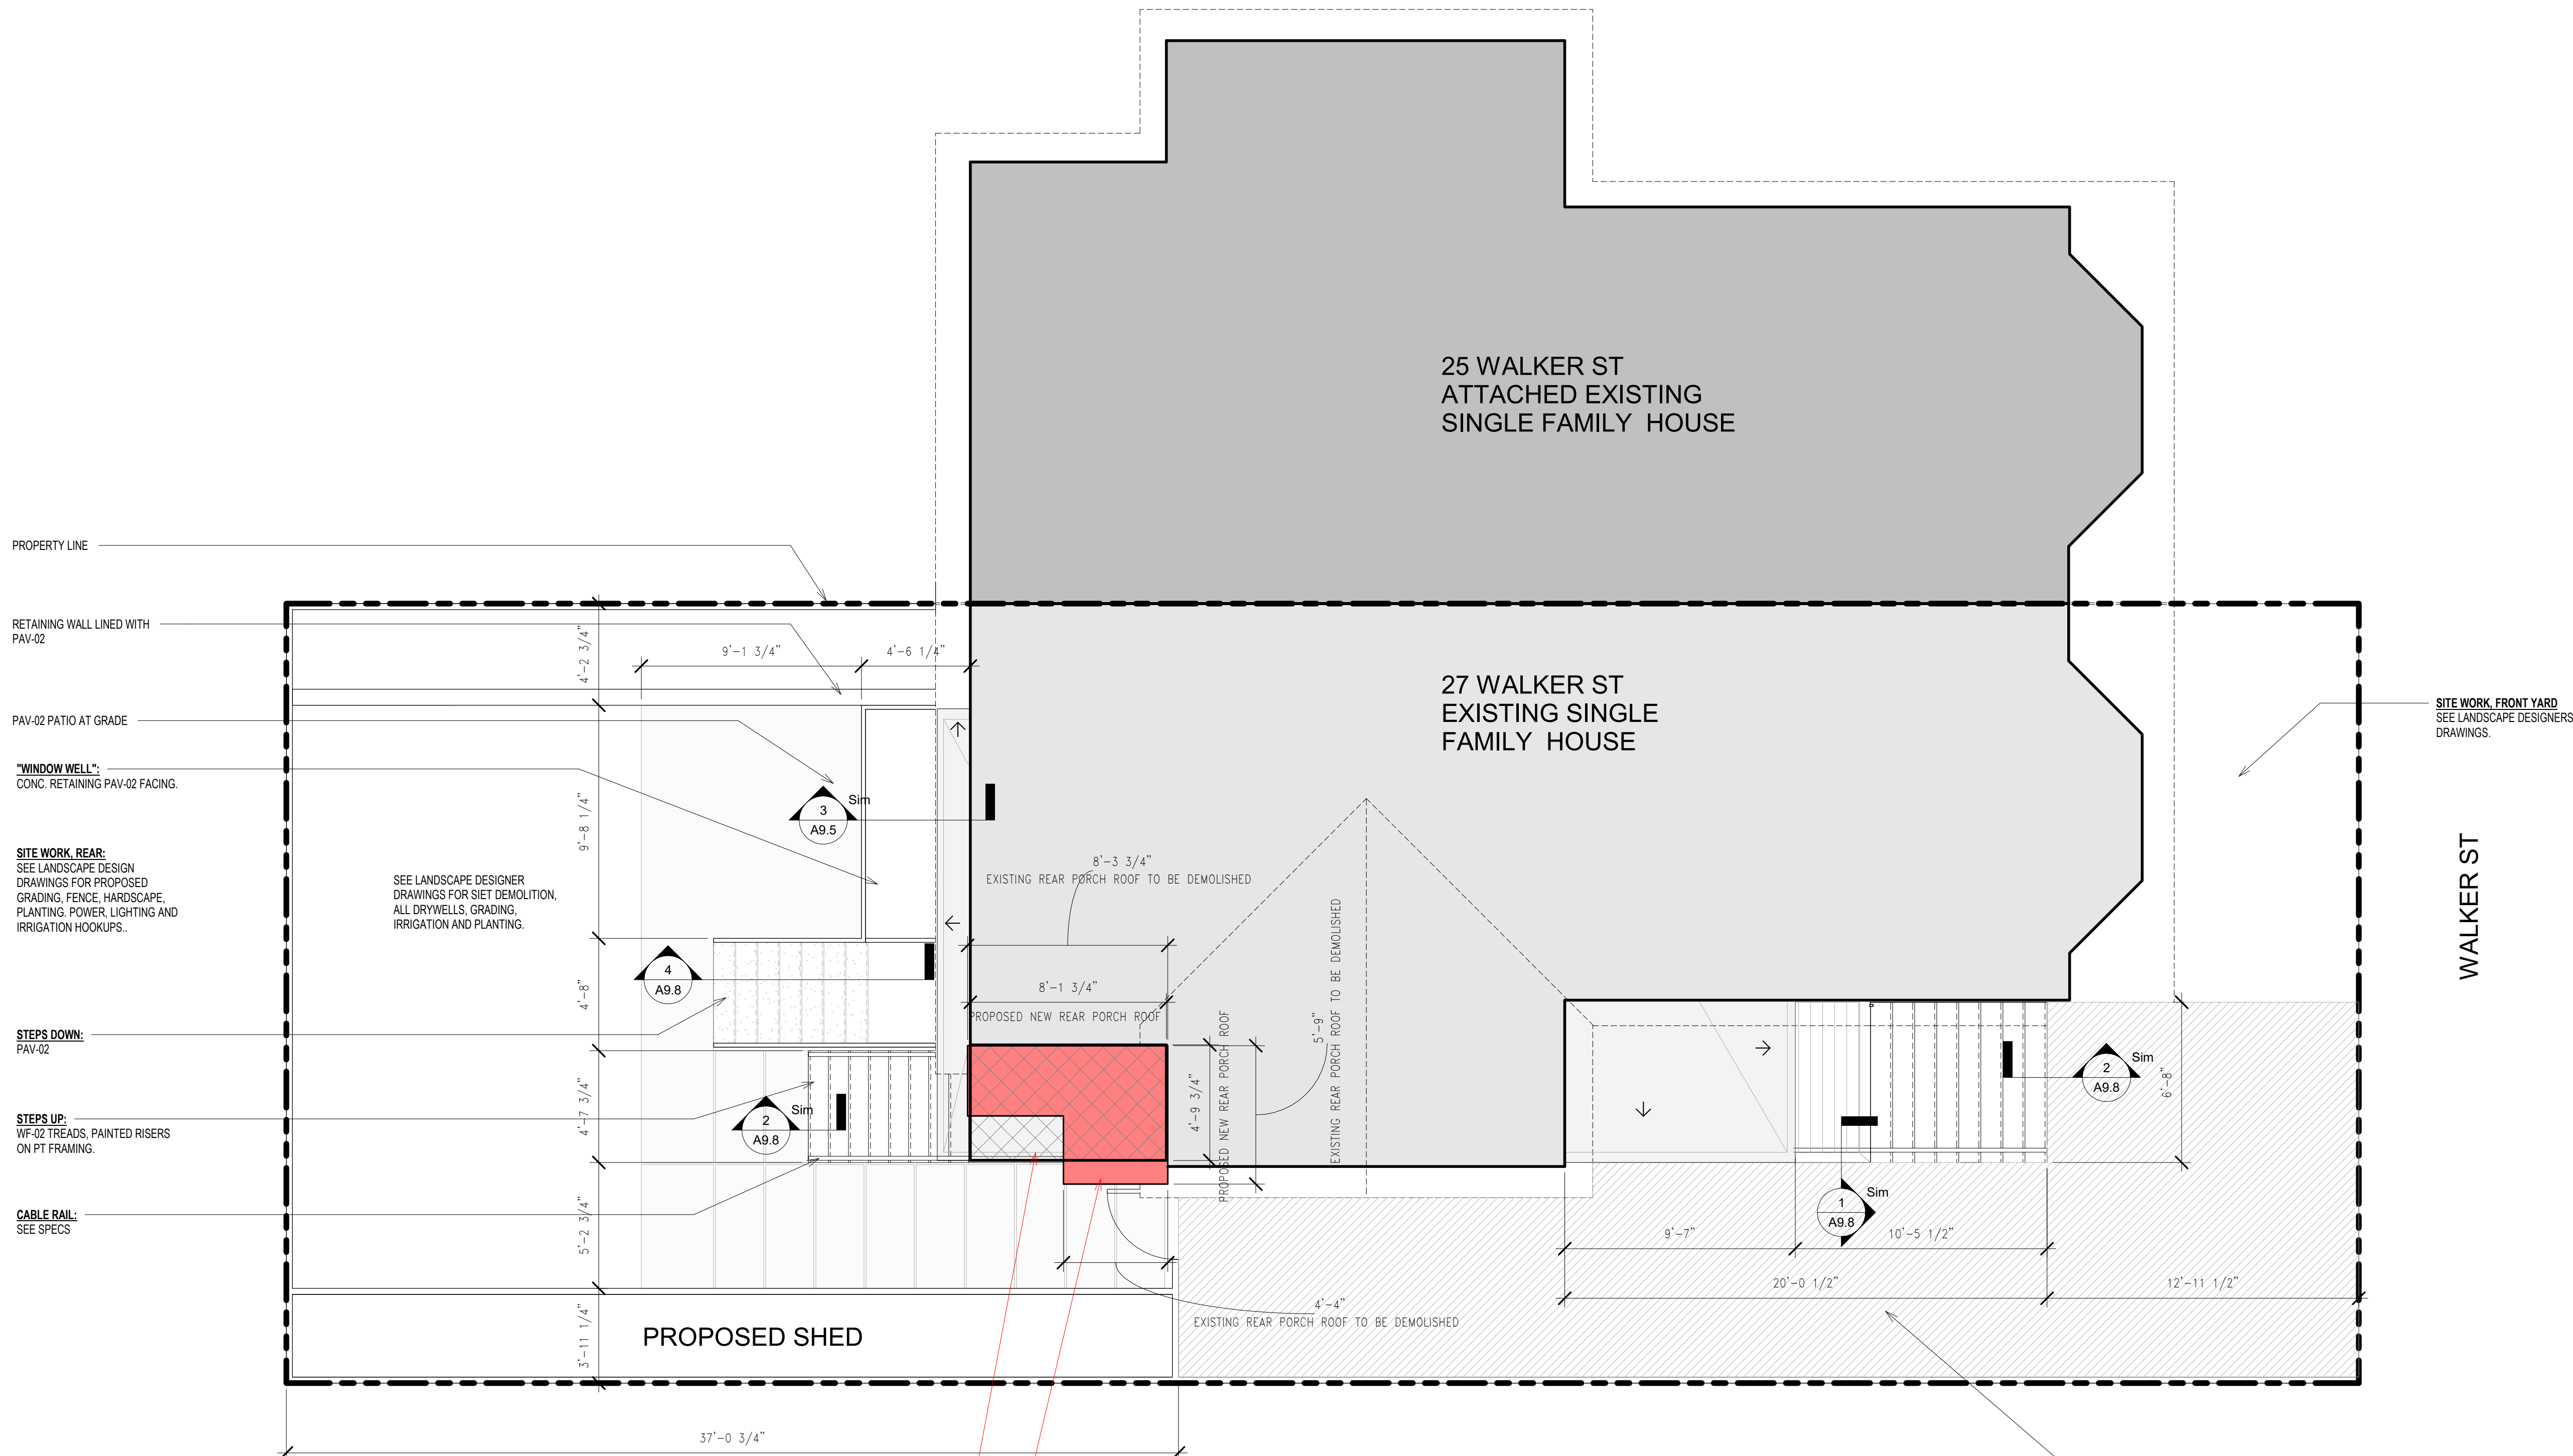 25 WALKER ST
ATTACHED EXISTING
SINGLE FAMILY HOUSE
PROPERTY LINE
RETAINING WALL LINED WITH
PAV-02
PAV-02 PATIO AT GRADE
"WINDOW WELL":
CONC. RETAINING PAV-02 FACING.
SITE WORK, REAR:
SEE LANDSCAPE DESIGN
DRAWINGS FOR PROPOSED
GRADING, FENCE, HARDSCAPE,
PLANTING. POWER, LIGHTING AND
IRRIGATION HOOKUPS..
STEPS DOWN:
PAV-02
STEPS UP:
WF-02 TREADS, PAINTED RISERS
ON PT FRAMING.
CABLE RAIL:
SEE SPECS
SEE LANDSCAPE DESIGNER
DRAWINGS FOR SIET DEMOLITION,
ALL DRYWELLS, GRADING,
IRRIGATION AND PLANTING.
4'-2 3/4"
9'-8 1/4"
4'-8"
4'-7 3/4"
5'-2 3/4"
3'-11 1/4"
9'-1 3/4"
4'-6 1/4"
3
A9.5
Sim
4
A9.8
2
A9.8
Sim
27 WALKER ST
EXISTING SINGLE
FAMILY HOUSE
8'-3 3/4"
EXISTING REAR PORCH ROOF TO BE DEMOLISHED
8'-1 3/4"
PROPOSED NEW REAR PORCH ROOF
4'-9 3/4"
PROPOSED NEW REAR PORCH ROOF
5'-9"
EXISTING REAR PORCH ROOF TO BE DEMOLISHED
4'-4"
EXISTING REAR PORCH ROOF TO BE DEMOLISHED
SITE WORK, FRONT YARD
SEE LANDSCAPE DESIGNERS
DRAWINGS.
WALKER ST
2
A9.8
Sim
6'-8"
1
A9.8
Sim
9'-7"
10'-5 1/2"
20'-0 1/2"
12'-11 1/2"
PROPOSED SHED
37'-0 3/4"